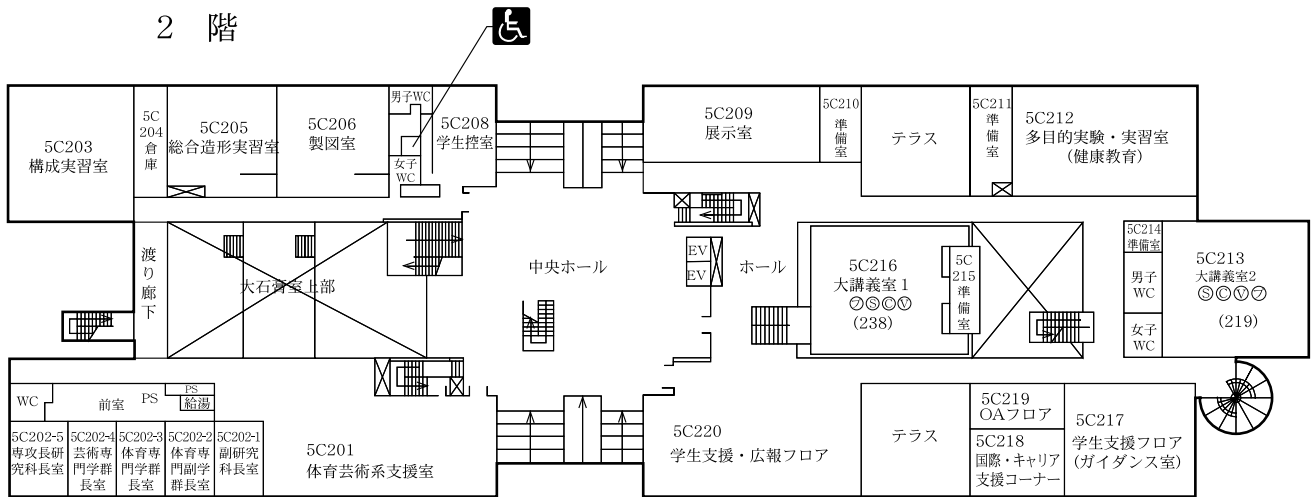 2 階
5C203
構成実習室
5C
204
倉
庫
5C205
総合造形実習室
5C206
製図室
男子WC
女子
WC
5C208
学生控室
5C209
展示室
5C210
準
備
室
テラス
5C211
準
備
室
5C212
多目的実験・実習室
(健康教育)
渡
り
廊
下
大石膏室上部
中央ホール
EV
EV
ホール
5C216
大講義室1
㋫ⓈⒸⓋ
(238)
5C
215
準
備
室
5C214
準備室
男子
WC
女子
WC
5C213
大講義室2
ⓈⒸⓋ㋫
(219)
WC
前室
PS
PS
給湯
5C202-5
専攻長研
究科長室
5C202-4
芸術専
門学群
長室
5C202-3
体育専
門学群
長室
5C202-2
体育専
門副学
群長室
5C202-1
副研究
科長室
5C201
体育芸術系支援室
5C220
学生支援・広報フロア
テラス
5C219
OAフロア
5C218
国際・キャリア
支援コーナー
5C217
学生支援フロア
(ガイダンス室)